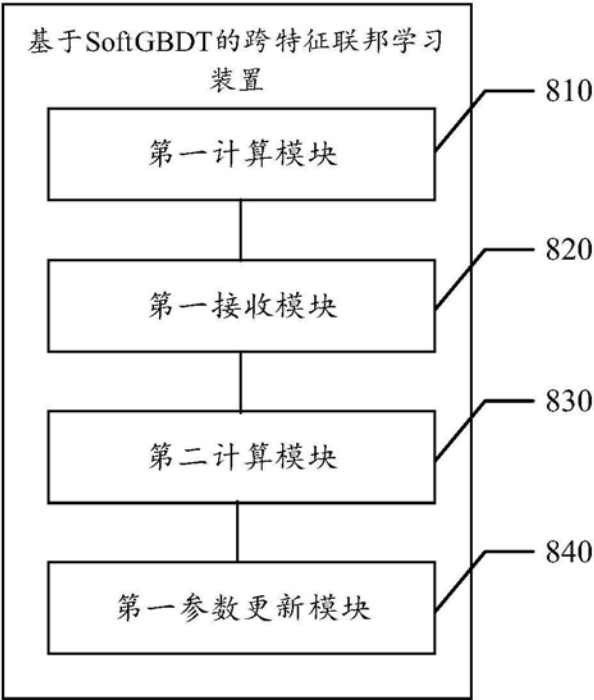 基于SoftGBDT的跨特征联邦学习
装置
810
第一计算模块
820
第一接收模块
830
第二计算模块
840
第一参数更新模块